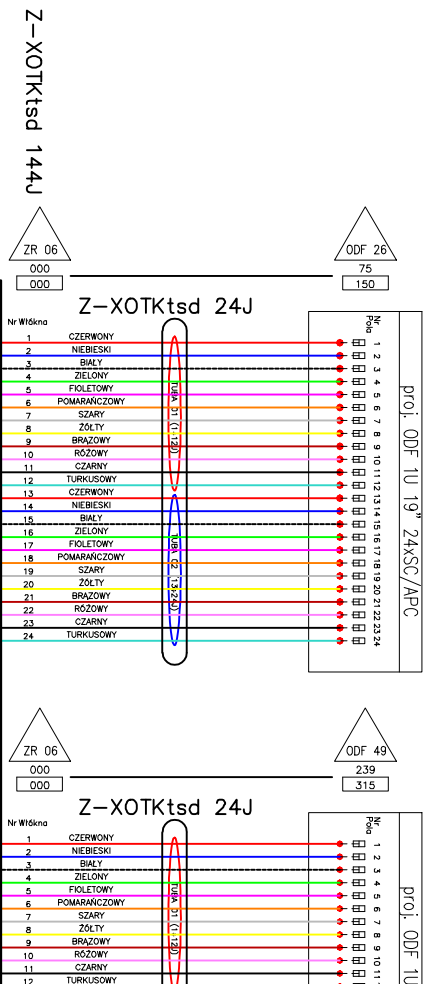 Z-XOTKtsd 144J
ZR 06
000
000
ODF 26
75
150
Z-XOTKtsd 24J
Nr Włókna
Nr Pola
1 CZERWONY 1
2 NIEBIESKI 2
3 BIAŁY 3
4 ZIELONY 4
5 FIOLETOWY 5
6 POMARAŃCZOWY 6
7 SZARY 7
8 ŻÓŁTY 8
9 BRĄZOWY 9
10 RÓŻOWY 10
11 CZARNY 11
12 TURKUSOWY 12
13 CZERWONY 13
14 NIEBIESKI 14
15 BIAŁY 15
16 ZIELONY 16
17 FIOLETOWY 17
18 POMARAŃCZOWY 18
19 SZARY 19
20 ŻÓŁTY 20
21 BRĄZOWY 21
22 RÓŻOWY 22
23 CZARNY 23
24 TURKUSOWY 24
TUBA 01 (1-12J)
TUBA 02 (13-24J)
proj. ODF 1U 19" 24xSC/APC
ZR 06
000
000
ODF 49
239
315
Z-XOTKtsd 24J
Nr Włókna
Nr Pola
1 CZERWONY 1
2 NIEBIESKI 2
3 BIAŁY 3
4 ZIELONY 4
5 FIOLETOWY 5
6 POMARAŃCZOWY 6
7 SZARY 7
8 ŻÓŁTY 8
9 BRĄZOWY 9
10 RÓŻOWY 10
11 CZARNY 11
12 TURKUSOWY
TUBA 01 (1-12J)
proj. ODF 1U